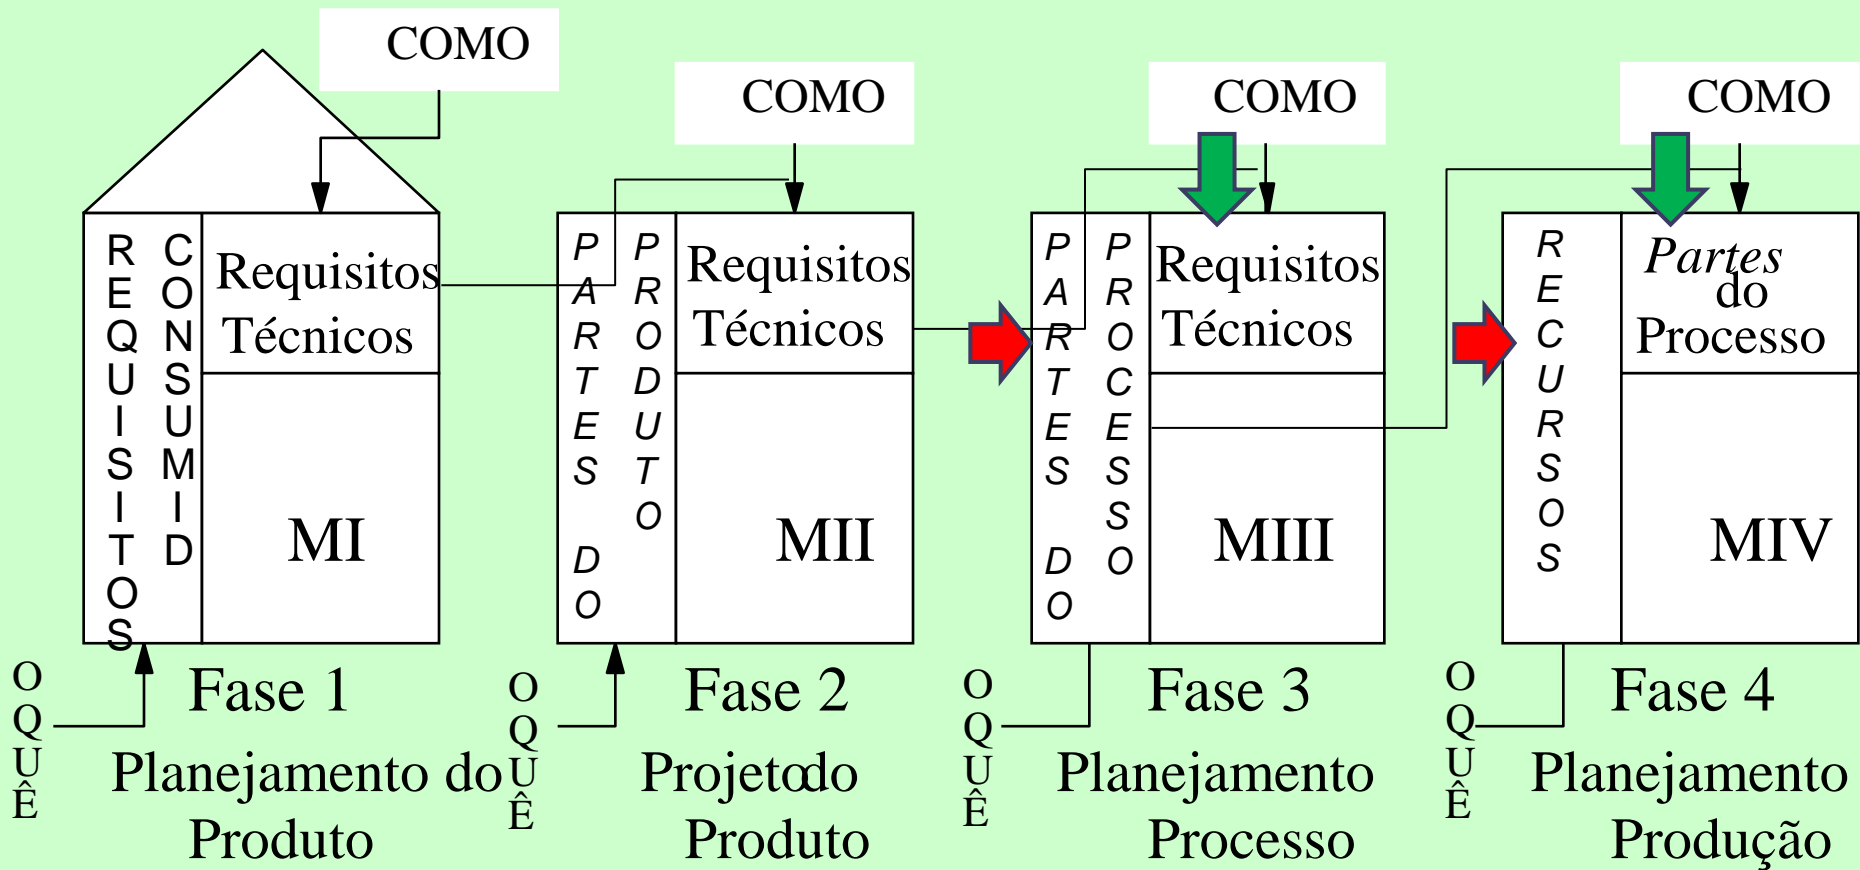 COMO
COMO
COMO
COMO
REQUISITOS
CONSUMID
Requisitos
Técnicos
MI
PARTES DO
PRODUTO
Requisitos
Técnicos
MII
PARTES DO
PROCESSO
Requisitos
Técnicos
MIII
RECURSOS
Partes
do
Processo
MIV
O QUÊ
Fase 1
Planejamento do
Produto
O QUÊ
Fase 2
Projeto do
Produto
O QUÊ
Fase 3
Planejamento
Processo
O QUÊ
Fase 4
Planejamento
Produção